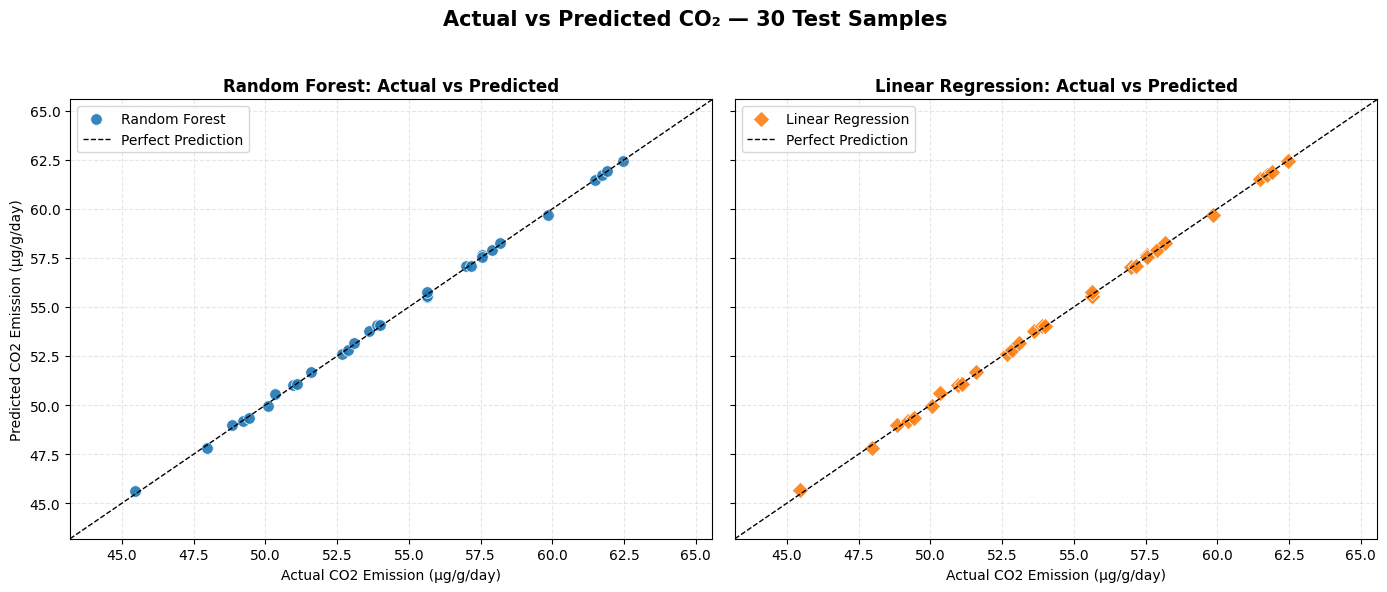 Actual vs Predicted CO₂ — 30 Test Samples
Random Forest: Actual vs Predicted
Random Forest
Perfect Prediction
Predicted CO2 Emission (µg/g/day)
65.0
62.5
60.0
57.5
55.0
52.5
50.0
47.5
45.0
45.0 47.5 50.0 52.5 55.0 57.5 60.0 62.5 65.0
Actual CO2 Emission (µg/g/day)
Linear Regression: Actual vs Predicted
Linear Regression
Perfect Prediction
45.0 47.5 50.0 52.5 55.0 57.5 60.0 62.5 65.0
Actual CO2 Emission (µg/g/day)